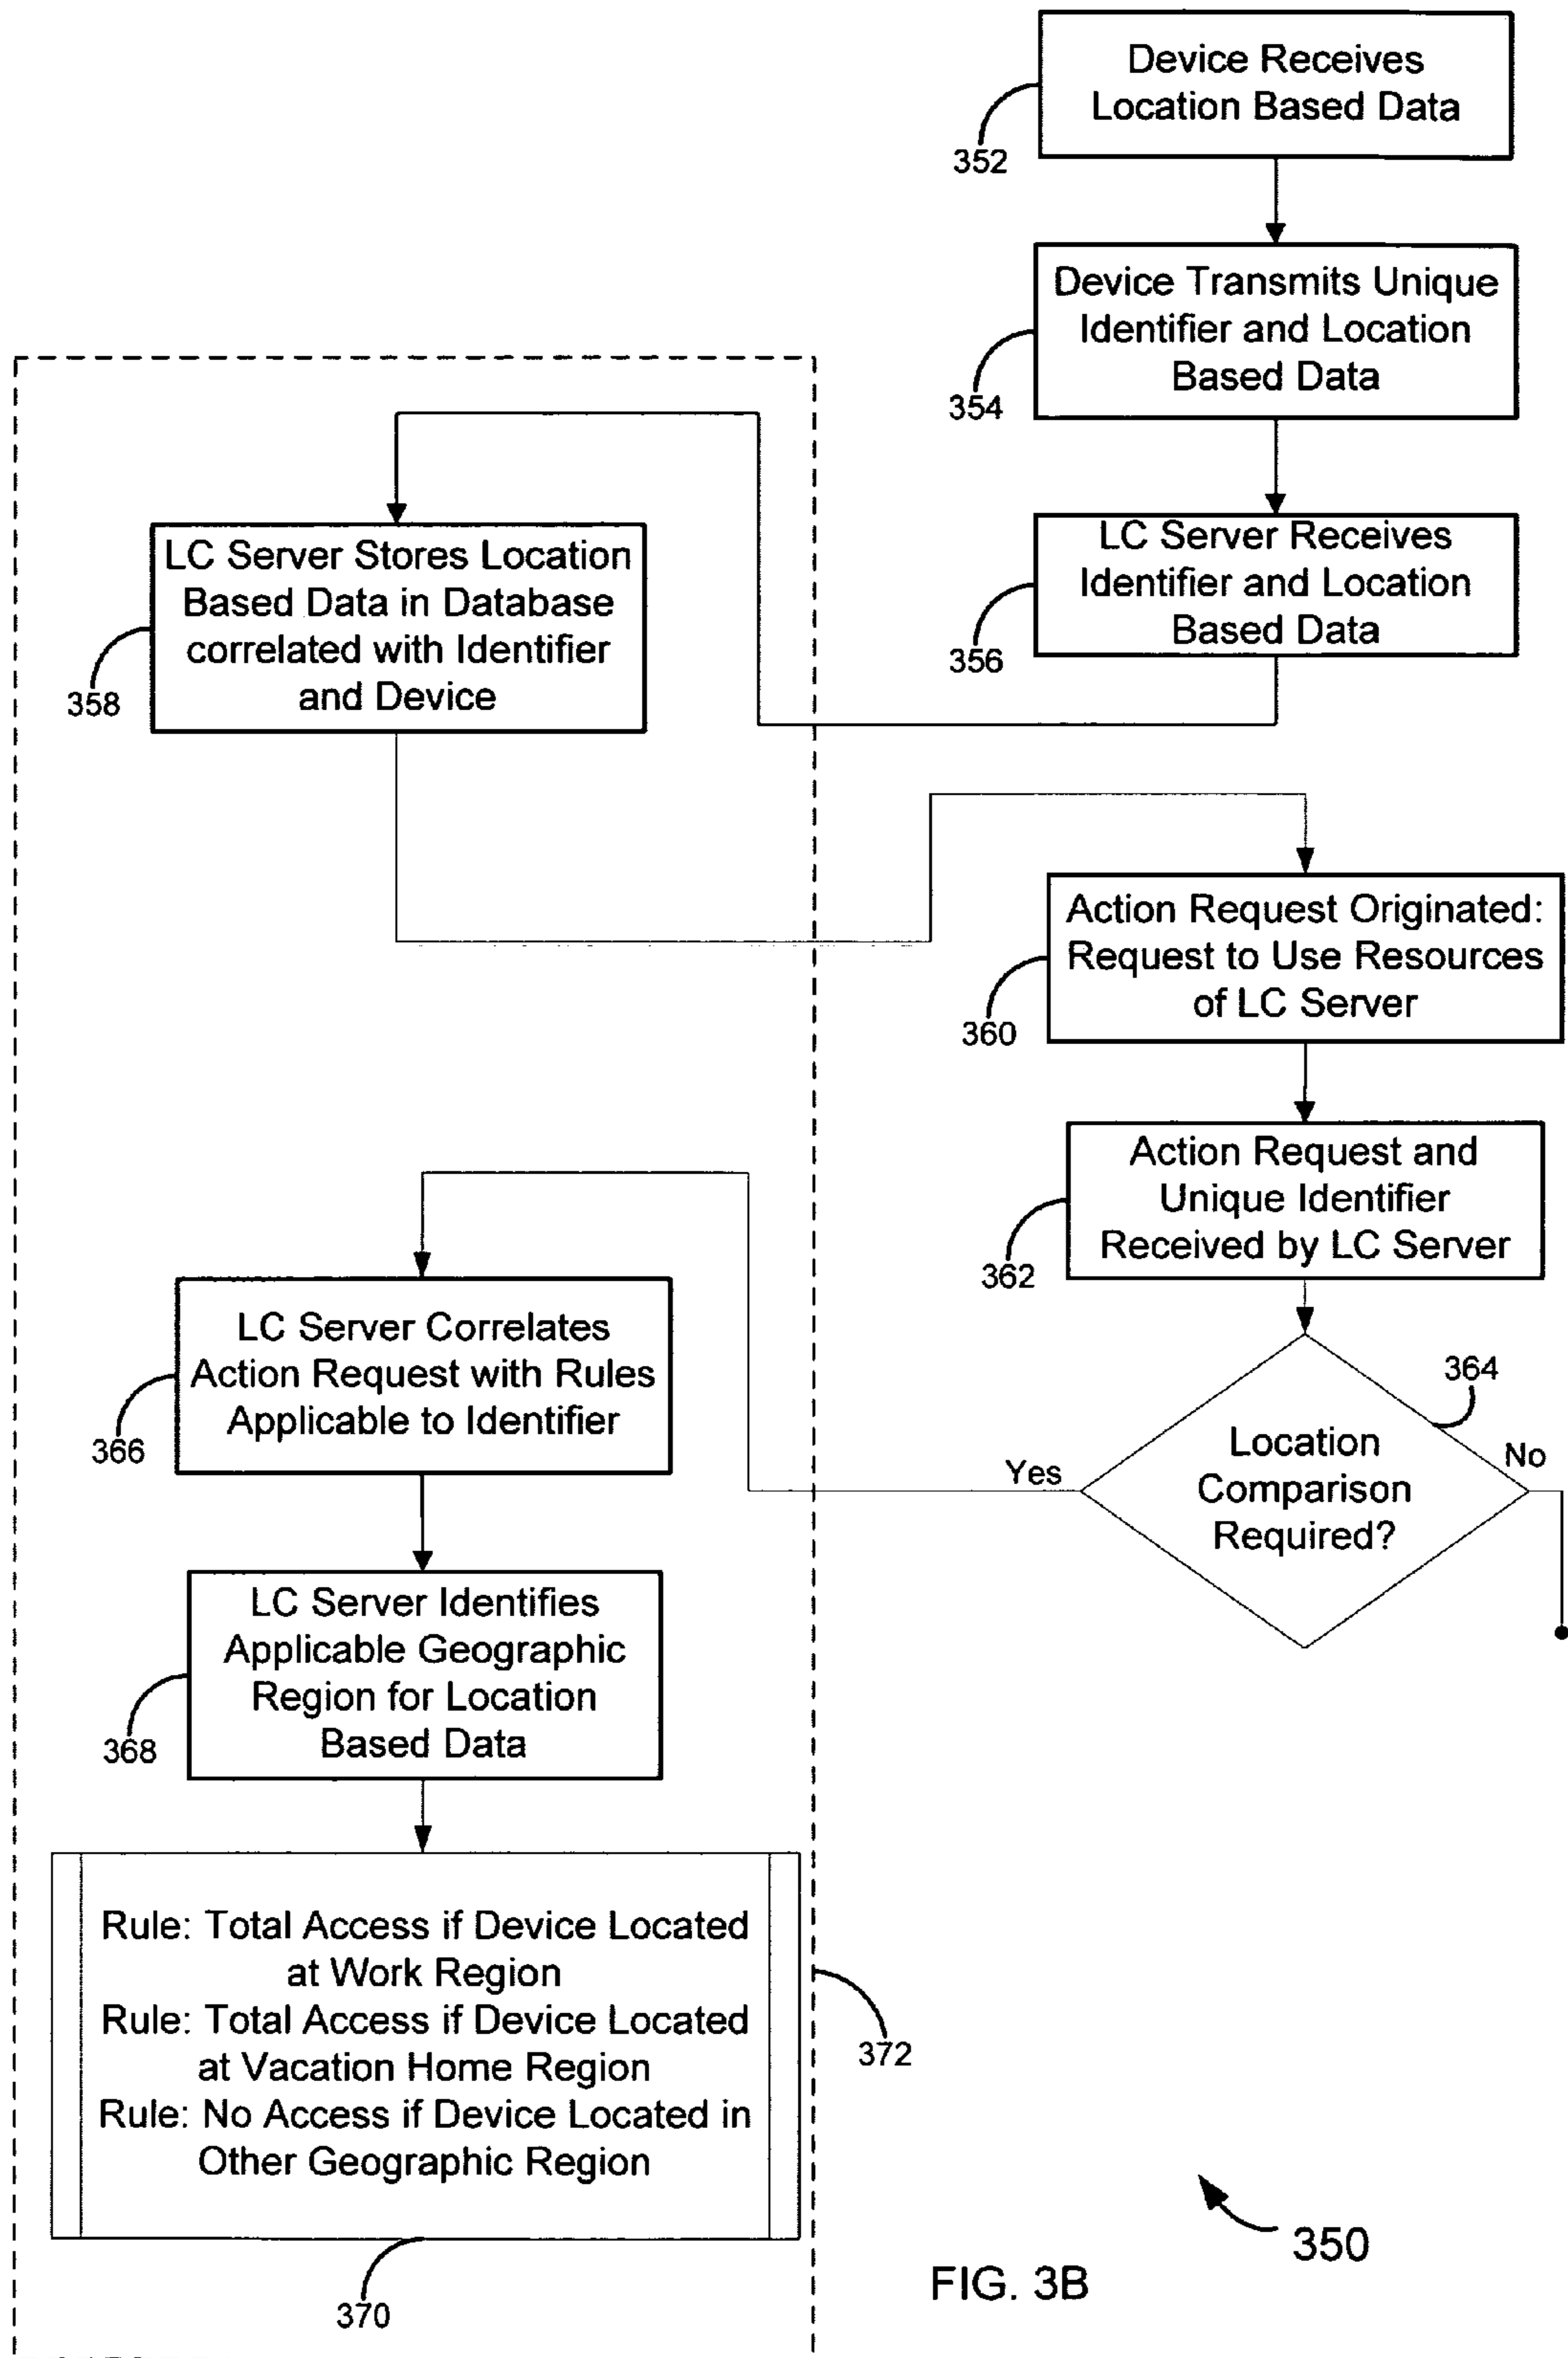 Device Receives
Location Based Data
352
Device Transmits Unique
Identifier and Location
Based Data
354
LC Server Receives
Identifier and Location
Based Data
356
LC Server Stores Location
Based Data in Database
correlated with Identifier
and Device
358
Action Request Originated:
Request to Use Resources
of LC Server
360
Action Request and
Unique Identifier
Received by LC Server
362
Location
Comparison
Required?
364
Yes
No
LC Server Correlates
Action Request with Rules
Applicable to Identifier
366
LC Server Identifies
Applicable Geographic
Region for Location
Based Data
368
Rule: Total Access if Device Located
at Work Region
Rule: Total Access if Device Located
at Vacation Home Region
Rule: No Access if Device Located in
Other Geographic Region
370
372
350
FIG. 3B